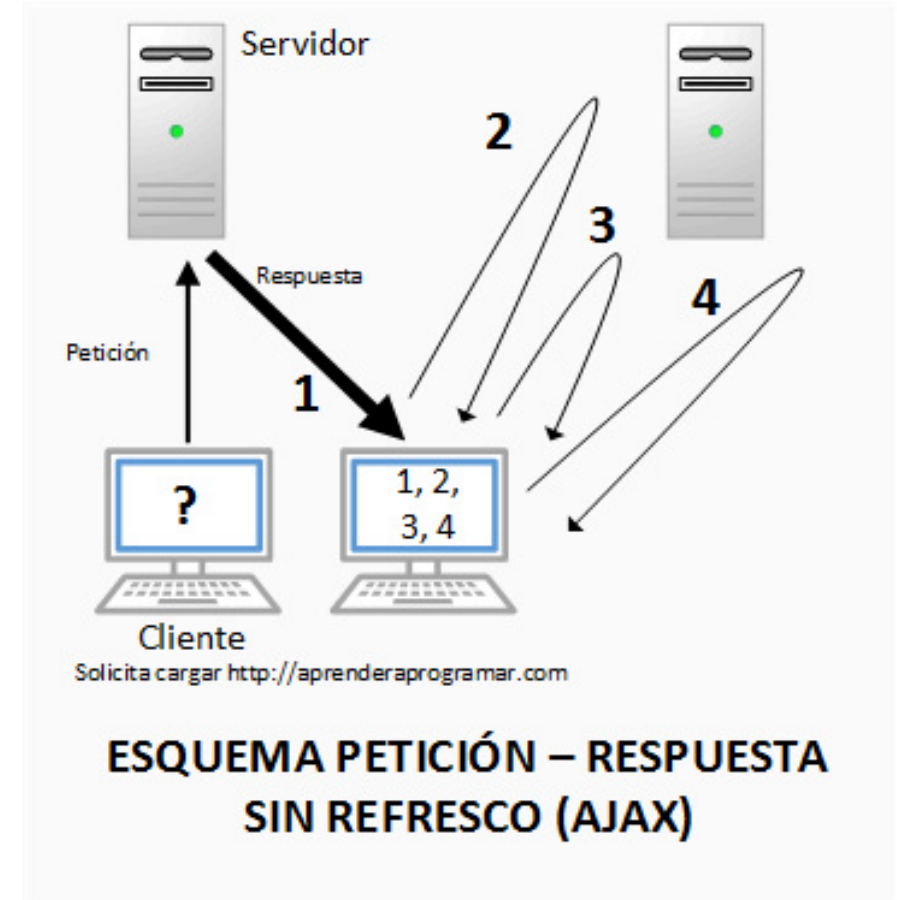 Servidor
2
3
4
Respuesta
Petición
1
?
1, 2,
3, 4
Cliente
Solicita cargar http://aprenderaprogramar.com
ESQUEMA PETICIÓN – RESPUESTA
SIN REFRESCO (AJAX)